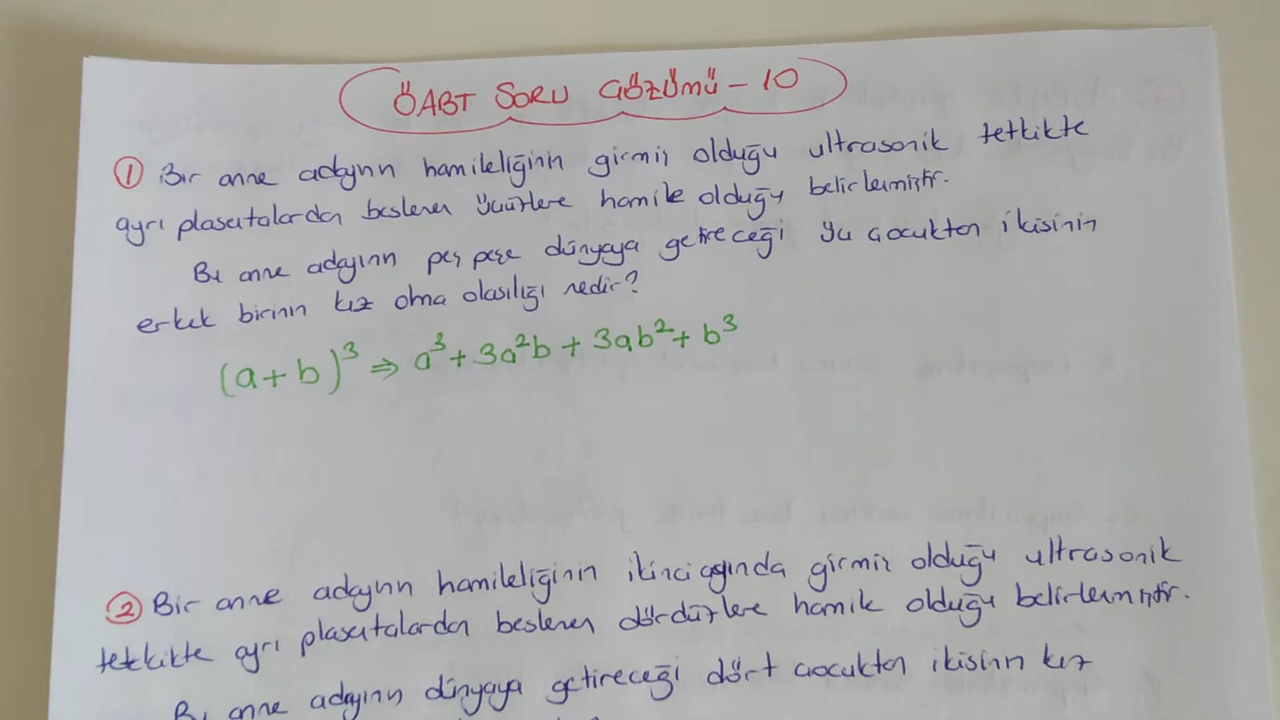 ÖABT SORU ÇÖZÜMÜ - 10
① Bir anne adayının hamileliğinin girmiş olduğu ultrasonik tetkikte
ayrı plasentalardan beslenen üçüzlere hamile olduğu belirlenmiştir.
Bu anne adayının peş peşe dünyaya getireceği üç çocuktan ikisinin
erkek birinin kız olma olasılığı nedir?
(a+b)³ ⇒ a³ + 3a²b + 3ab² + b³
② Bir anne adayının hamileliğinin ikinci ayında girmiş olduğu ultrasonik
tetkikte ayrı plasentalardan beslenen dördüzlere hamile olduğu belirlenmiştir.
Bu anne adayının dünyaya getireceği dört çocuktan ikisinin kız